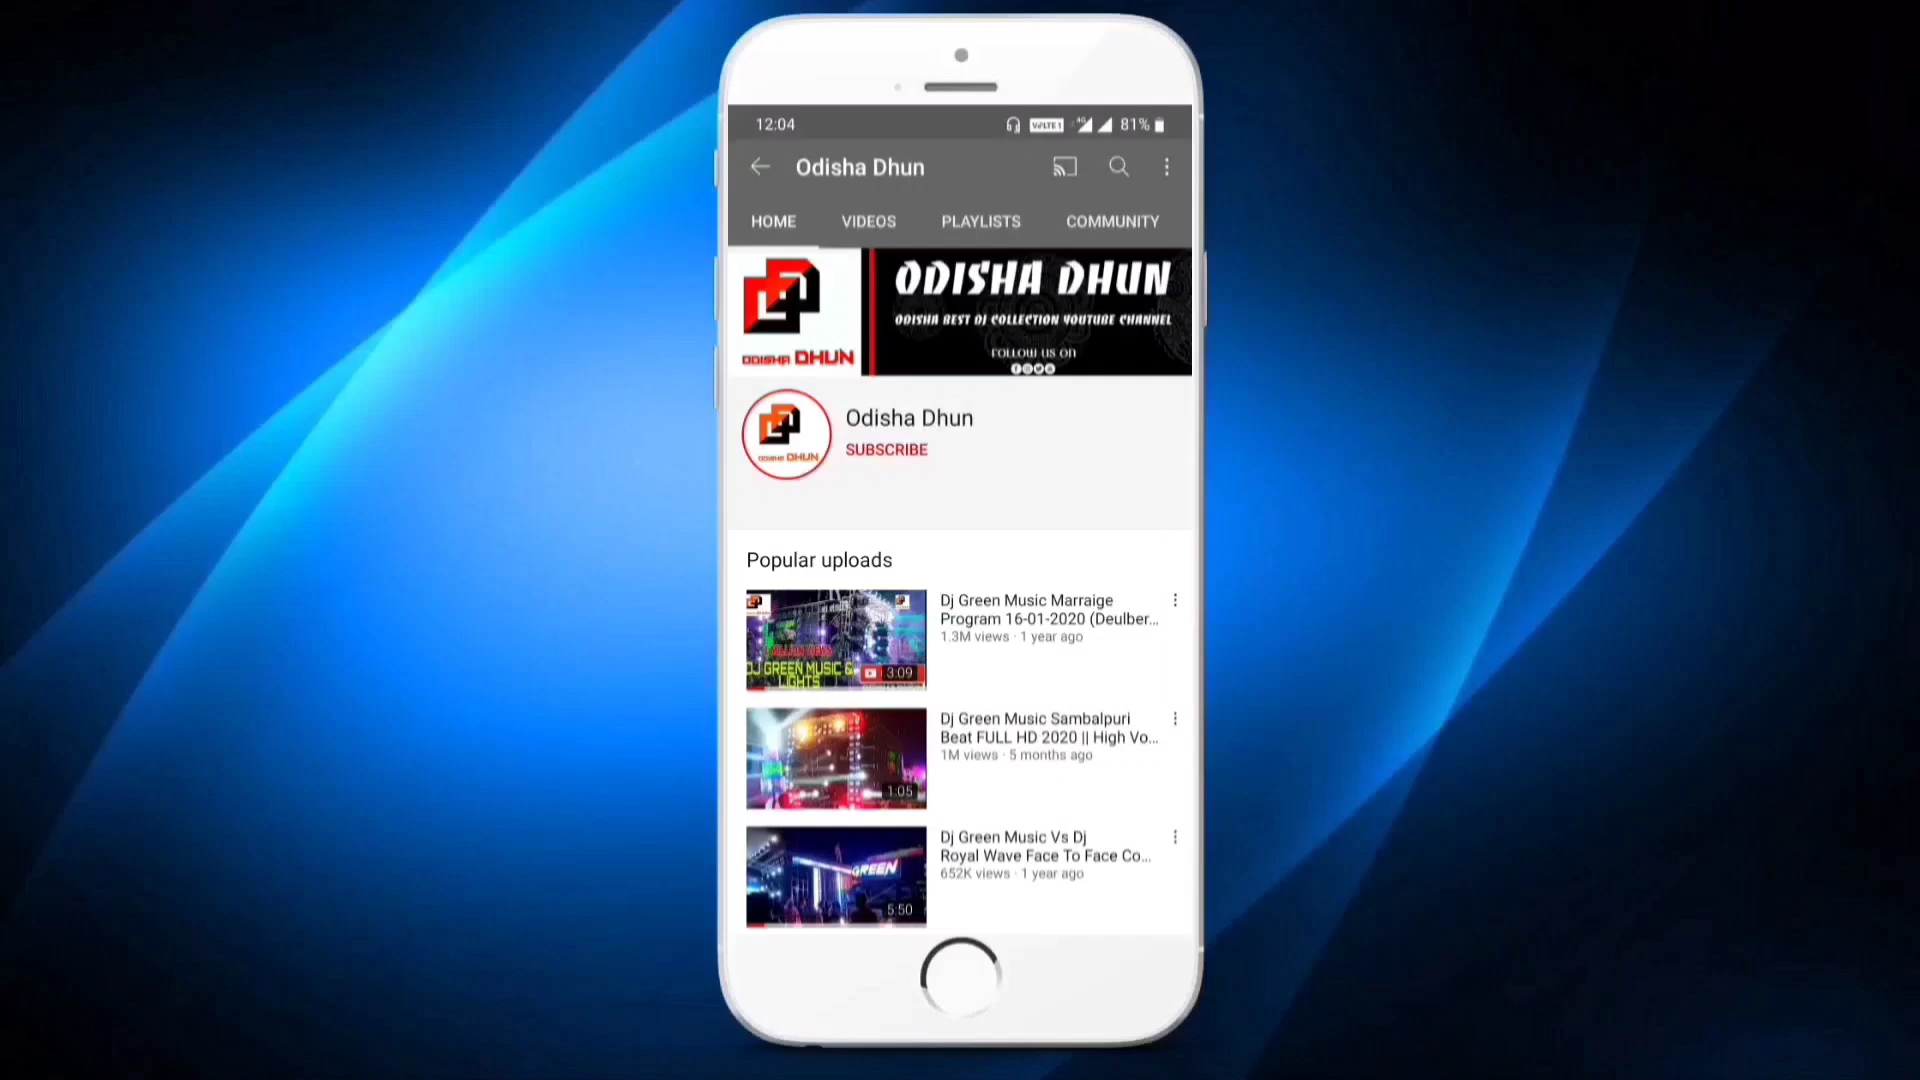 12:04
VoLTE1 4G 81%
Odisha Dhun
HOME VIDEOS PLAYLISTS COMMUNITY
ODISHA DHUN
ODISHA BEST DJ COLLECTION YOUTUBE CHANNEL
FOLLOW US ON
ODISHA DHUN
Odisha Dhun
SUBSCRIBE
ODISHA DHUN
Popular uploads
Dj Green Music Marraige
Program 16-01-2020 (Deulber...
1.3M views · 1 year ago
DJ GREEN MUSIC &
LIGHTS
3:09
Dj Green Music Sambalpuri
Beat FULL HD 2020 || High Vo...
1M views · 5 months ago
1:05
Dj Green Music Vs Dj
Royal Wave Face To Face Co...
652K views · 1 year ago
GREEN
5:50